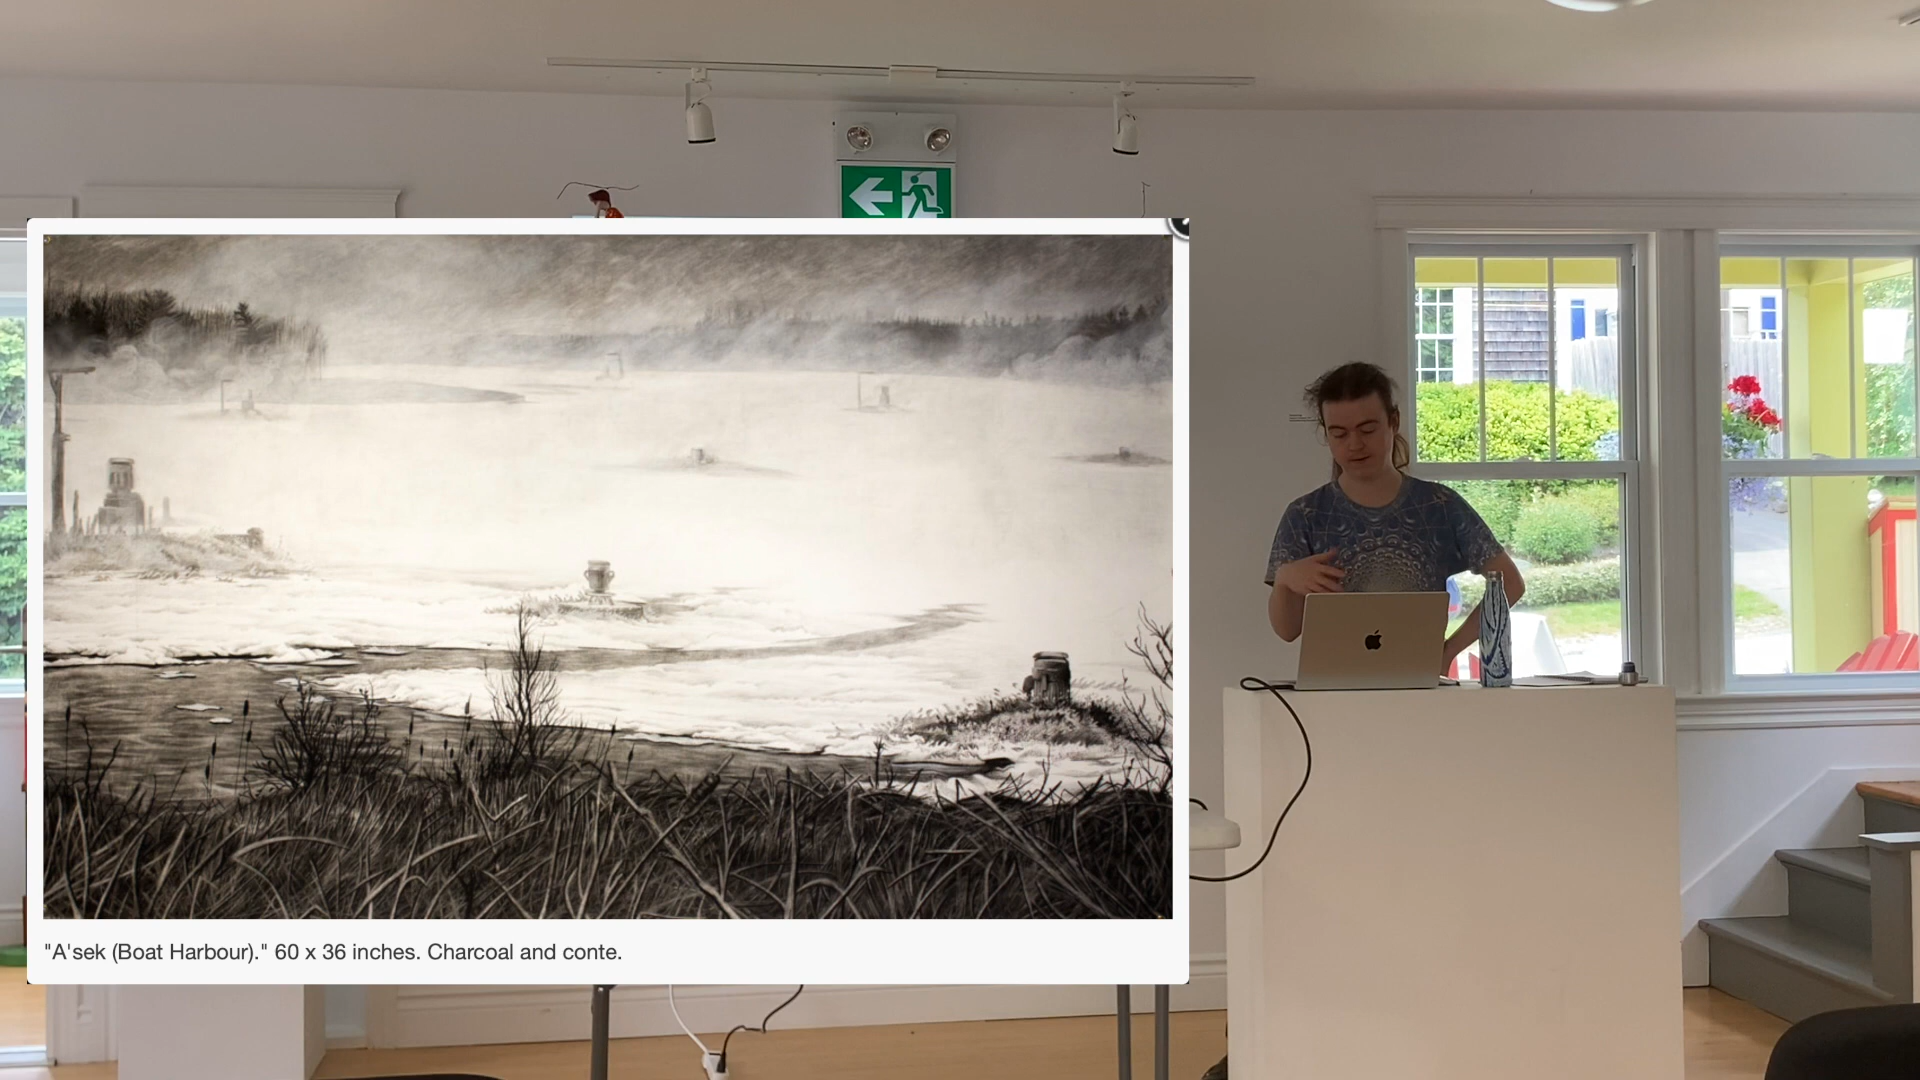 "A'sek (Boat Harbour)." 60 x 36 inches. Charcoal and conte.